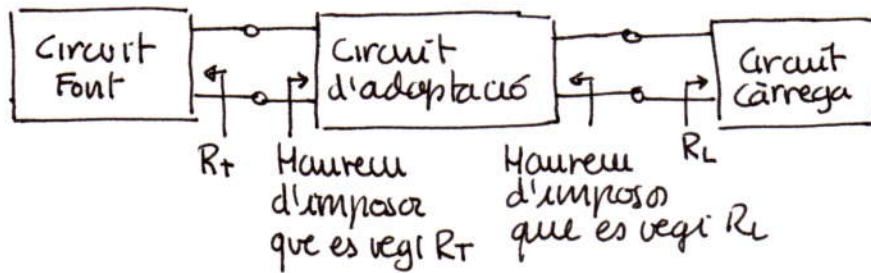 Circuit
Font
Circuit
d'adaptació
Circuit
Càrrega
RT
Haurem
d'imposar
que es vegi RT
Haurem
d'imposar
que es vegi RL
RL